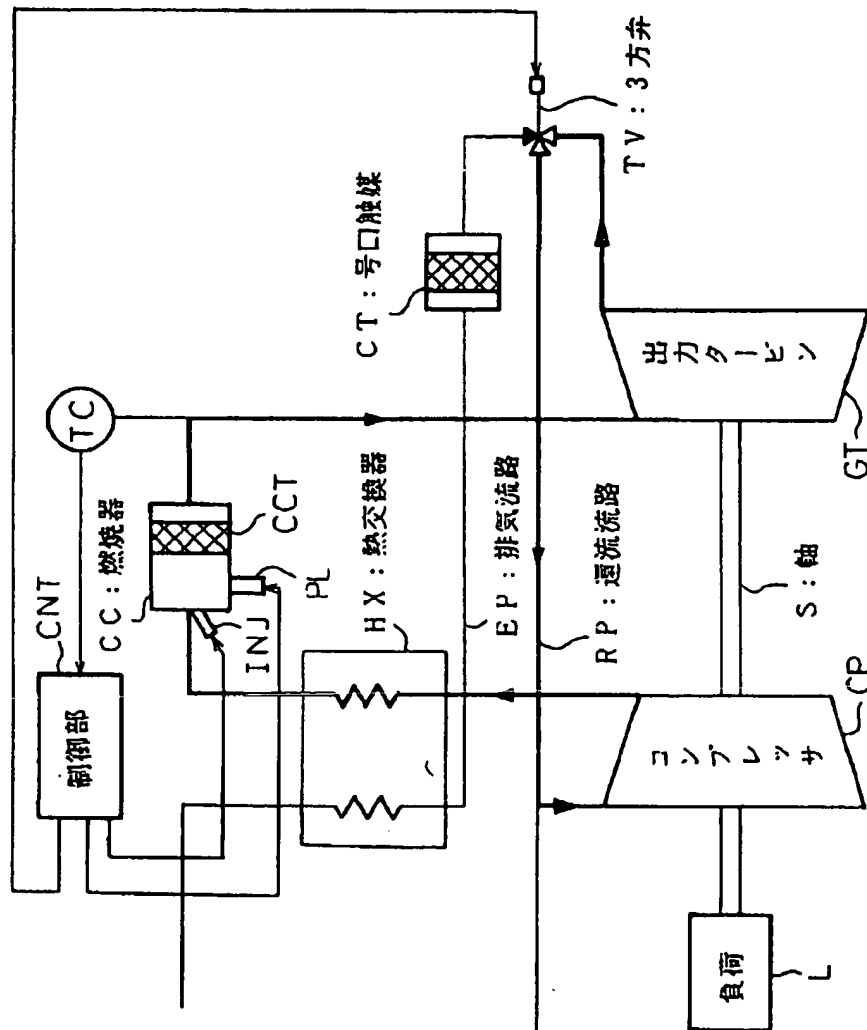 CNT
制御部
TC
CC:燃焼器
CCT
PL
INJ
HX:熱交換器
CT:号口触媒
TV:3方弁
EP:排気流路
RP:還流流路
S:軸
コンプレッサ
CP
出力タービン
GT
負荷
L